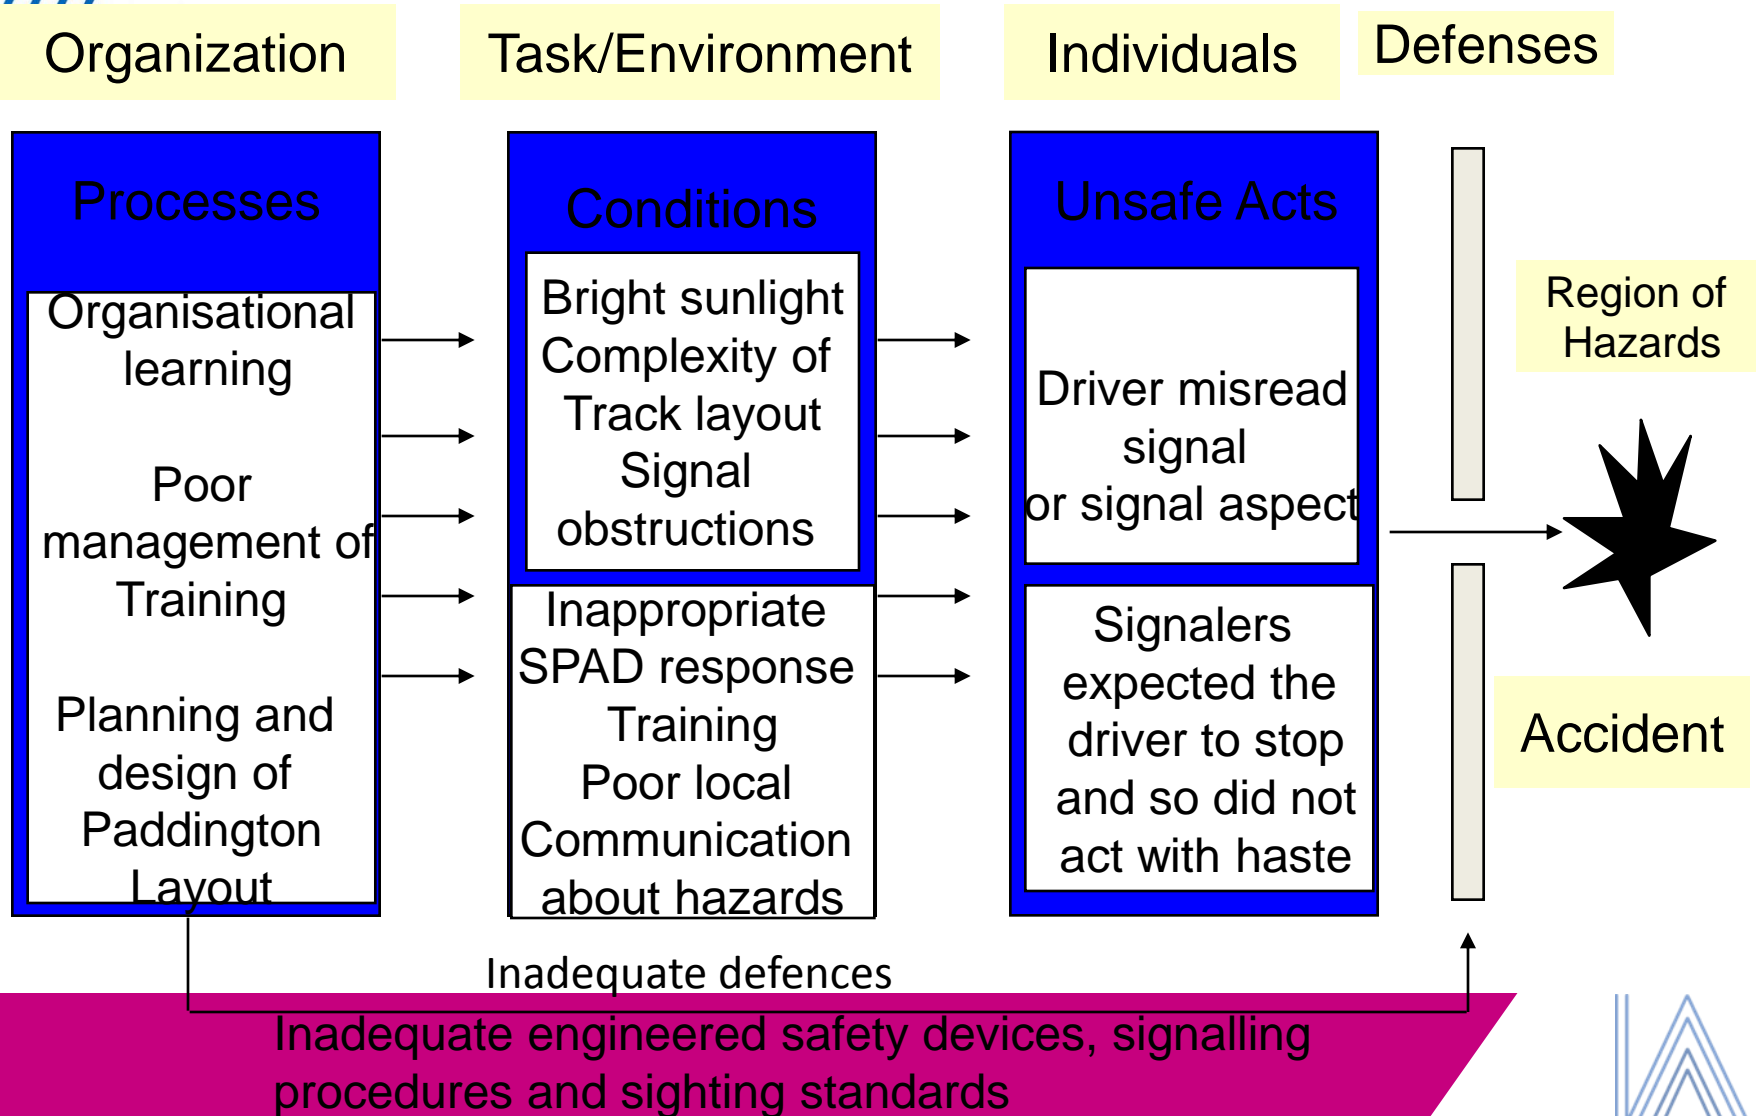 Organization
Task/Environment
Individuals
Defenses
Processes
Organisational
learning
Poor
management of
Training
Planning and
design of
Paddington
Layout
Conditions
Bright sunlight
Complexity of
Track layout
Signal
obstructions
Inappropriate
SPAD response
Training
Poor local
Communication
about hazards
Unsafe Acts
Driver misread
signal
or signal aspect
Signalers
expected the
driver to stop
and so did not
act with haste
Region of
Hazards
Accident
Inadequate defences
Inadequate engineered safety devices, signalling
procedures and sighting standards